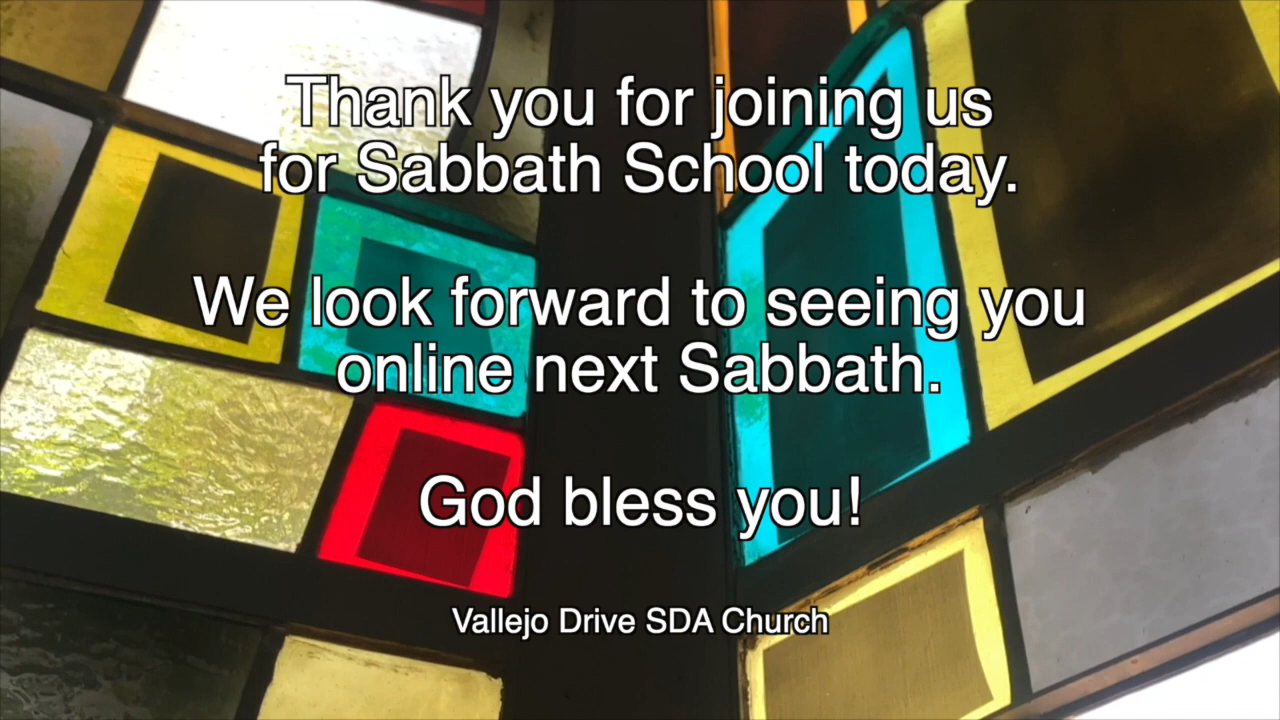 Thank you for joining us
for Sabbath School today.
We look forward to seeing you
online next Sabbath.
God bless you!
Vallejo Drive SDA Church